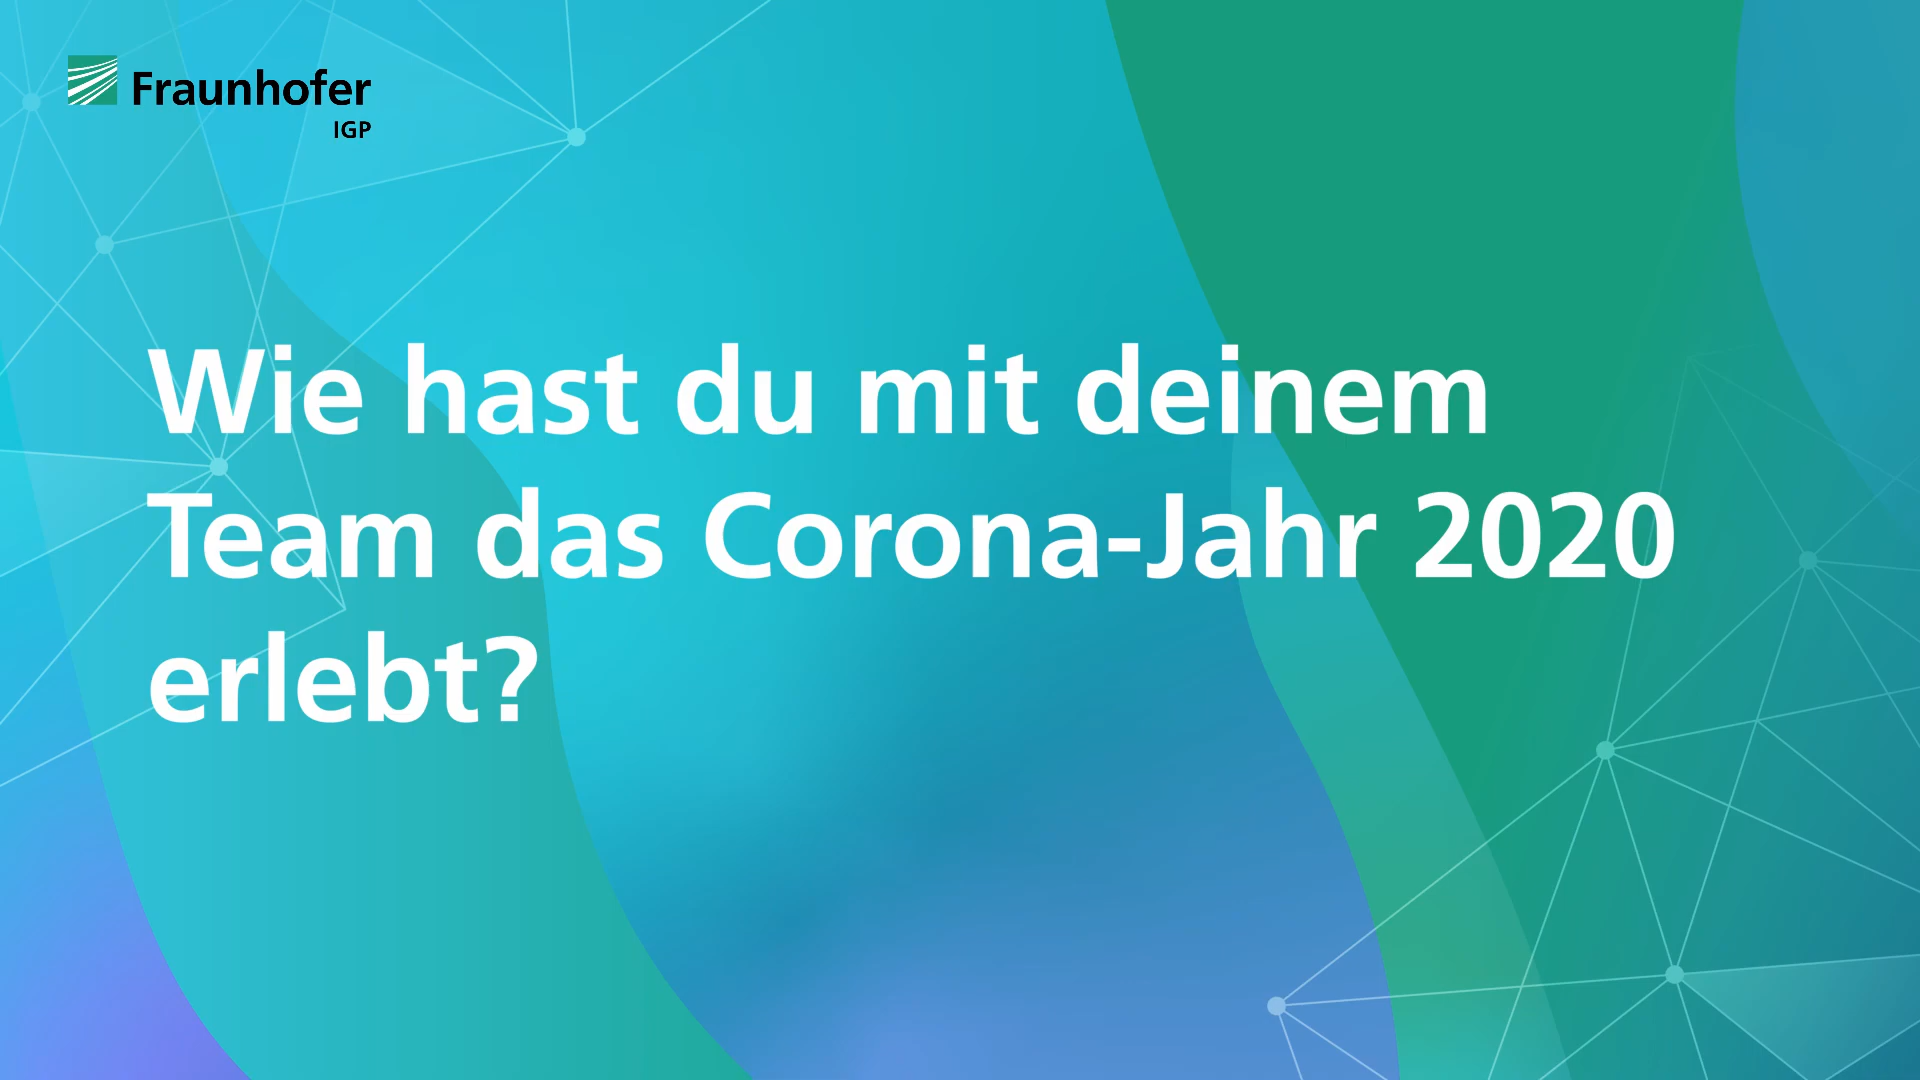 Fraunhofer
IGP
Wie hast du mit deinem
Team das Corona-Jahr 2020
erlebt?